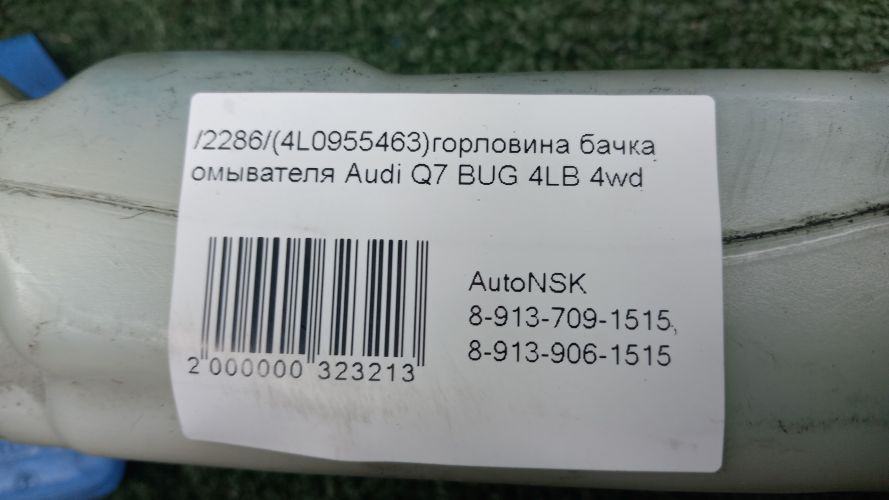 /2286/(4L0955463)горловина бачка
омывателя Audi Q7 BUG 4LB 4wd
AutoNSK
8-913-709-1515,
8-913-906-1515
2 000000 323213